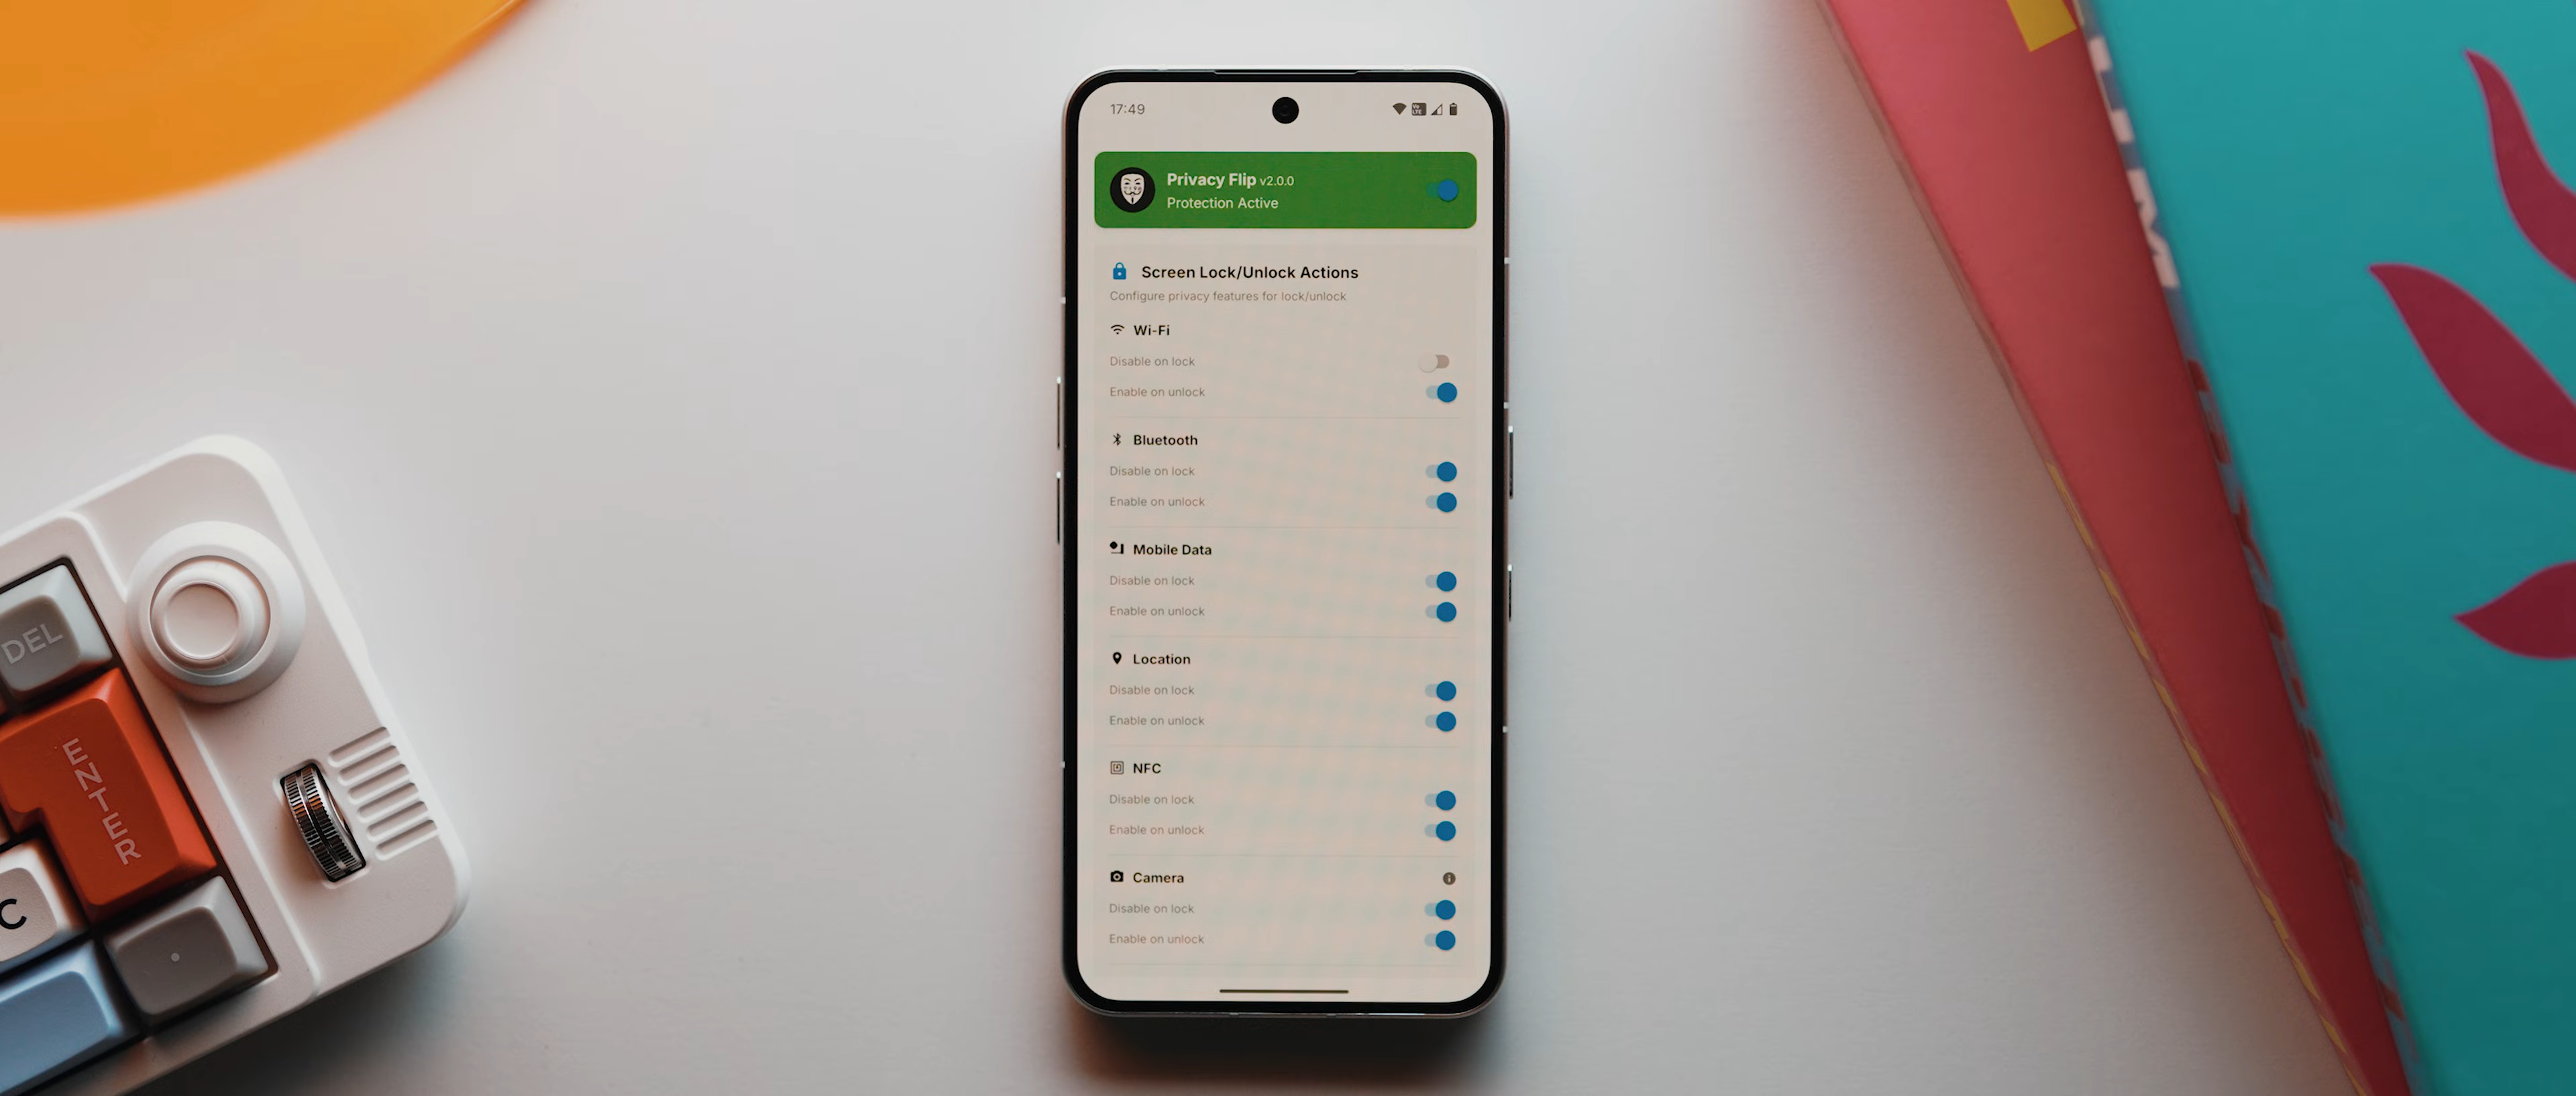 17:49
Privacy Flip v2.0.0
Protection Active
Screen Lock/Unlock Actions
Configure privacy features for lock/unlock
Wi-Fi
Disable on lock
Enable on unlock
Bluetooth
Disable on lock
Enable on unlock
Mobile Data
Disable on lock
Enable on unlock
Location
Disable on lock
Enable on unlock
NFC
Disable on lock
Enable on unlock
Camera
Disable on lock
Enable on unlock
DEL
ENTER
C